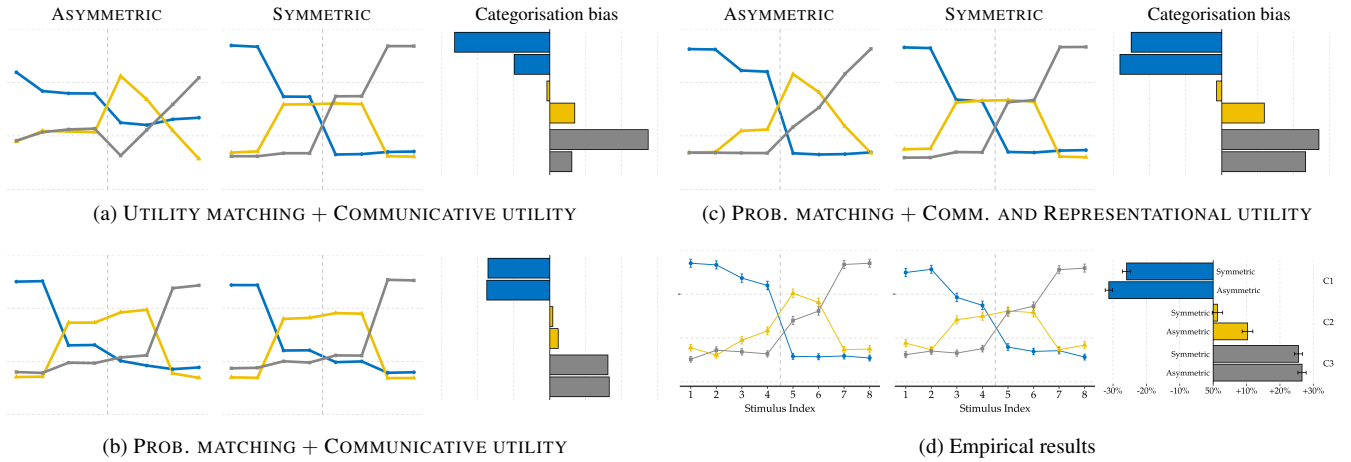 ASYMMETRIC SYMMETRIC Categorisation bias
(a) UTILITY MATCHING + COMMUNICATIVE UTILITY
(b) PROB. MATCHING + COMMUNICATIVE UTILITY
ASYMMETRIC SYMMETRIC Categorisation bias
(c) PROB. MATCHING + COMM. AND REPRESENTATIONAL UTILITY
Symmetric
C1
Asymmetric
Symmetric
C2
Asymmetric
Symmetric
C3
Asymmetric
1 2 3 4 5 6 7 8
Stimulus Index
1 2 3 4 5 6 7 8
Stimulus Index
-30% -20% -10% 50% +10% +20% +30%
(d) Empirical results